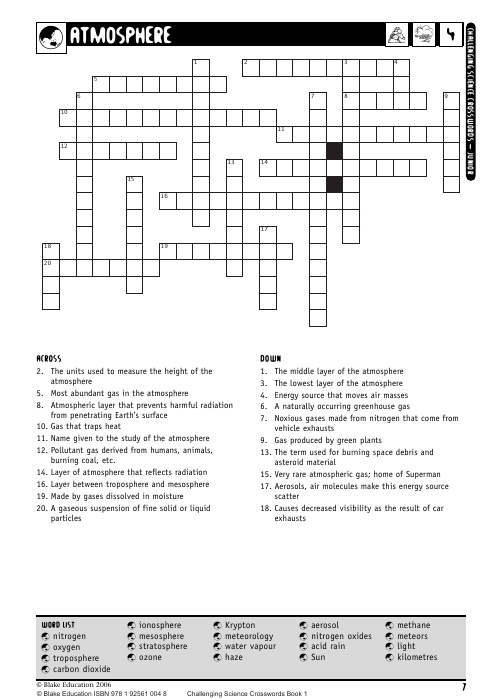 ATMOSPHERE
4
CHALLENGING SCIENCE CROSSWORDS – JUNIOR
1
2 3 4
5
6 7 8 9
10
11
12
13 14
15
16
17
18 19
20
ACROSS
2. The units used to measure the height of the
atmosphere
5. Most abundant gas in the atmosphere
8. Atmospheric layer that prevents harmful radiation
from penetrating Earth's surface
10. Gas that traps heat
11. Name given to the study of the atmosphere
12. Pollutant gas derived from humans, animals,
burning coal, etc.
14. Layer of atmosphere that reflects radiation
16. Layer between troposphere and mesosphere
19. Made by gases dissolved in moisture
20. A gaseous suspension of fine solid or liquid
particles
DOWN
1. The middle layer of the atmosphere
3. The lowest layer of the atmosphere
4. Energy source that moves air masses
6. A naturally occurring greenhouse gas
7. Noxious gases made from nitrogen that come from
vehicle exhausts
9. Gas produced by green plants
13. The term used for burning space debris and
asteroid material
15. Very rare atmospheric gas; home of Superman
17. Aerosols, air molecules make this energy source
scatter
18. Causes decreased visibility as the result of car
exhausts
WORD LIST
nitrogen
oxygen
troposphere
carbon dioxide
ionosphere
mesosphere
stratosphere
ozone
Krypton
meteorology
water vapour
haze
aerosol
nitrogen oxides
acid rain
Sun
methane
meteors
light
kilometres
© Blake Education 2006
7
© Blake Education ISBN 978 1 92561 004 8 Challenging Science Crosswords Book 1